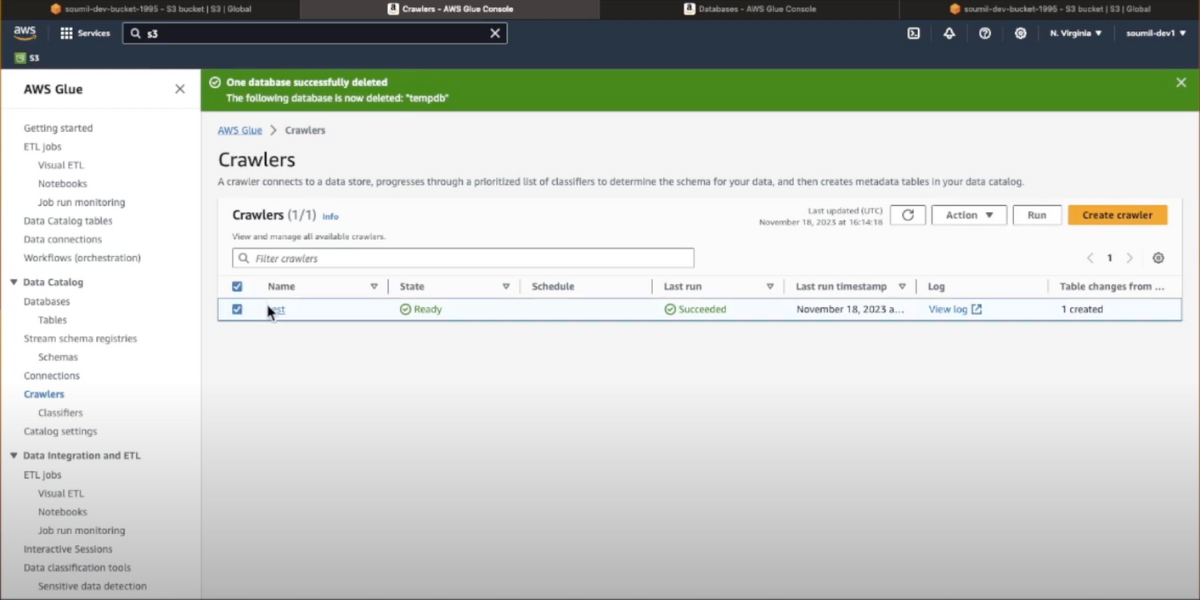 soumil-dev-bucket-1995 - S3 bucket | S3 | Global
Crawlers - AWS Glue Console
Databases - AWS Glue Console
soumil-dev-bucket-1995 - S3 bucket | S3 | Global
aws
Services
s3
N. Virginia
soumil-dev1
S3
AWS Glue
Getting started
ETL jobs
Visual ETL
Notebooks
Job run monitoring
Data Catalog tables
Data connections
Workflows (orchestration)
Data Catalog
Databases
Tables
Stream schema registries
Schemas
Connections
Crawlers
Classifiers
Catalog settings
Data Integration and ETL
ETL jobs
Visual ETL
Notebooks
Job run monitoring
Interactive Sessions
Data classification tools
Sensitive data detection
One database successfully deleted
The following database is now deleted: "tempdb"
AWS Glue > Crawlers
Crawlers
A crawler connects to a data store, progresses through a prioritized list of classifiers to determine the schema for your data, and then creates metadata tables in your data catalog.
Crawlers (1/1) Info
View and manage all available crawlers.
Last updated (UTC)
November 18, 2023 at 16:14:18
Action
Run
Create crawler
Filter crawlers
1
Name State Schedule Last run Last run timestamp Log Table changes from ...
Ready Succeeded November 18, 2023 a... View log 1 created